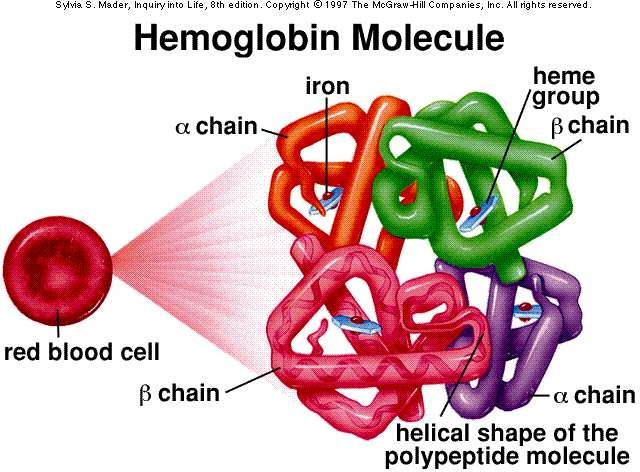 Sylvia S. Mader, Inquiry into Life, 8th edition. Copyright © 1997 The McGraw-Hill Companies, Inc. All rights reserved.
Hemoglobin Molecule
iron
heme
group
α chain
β chain
red blood cell
β chain
α chain
helical shape of the
polypeptide molecule